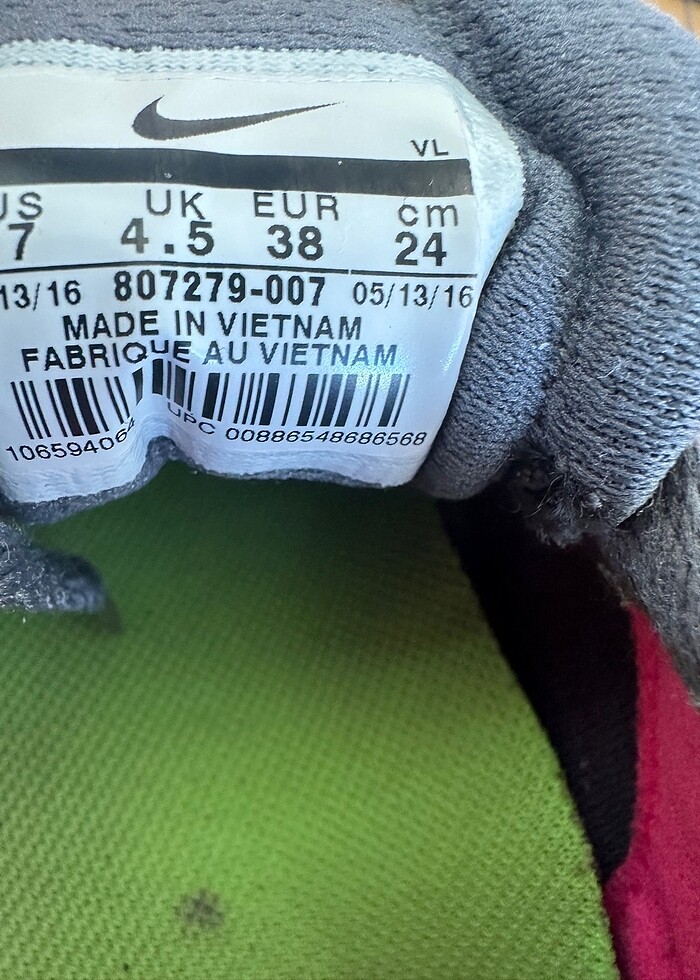 VL
US UK EUR cm
7 4.5 38 24
13/16 807279-007 05/13/16
MADE IN VIETNAM
FABRIQUE AU VIETNAM
106594064 UPC 00886548686568